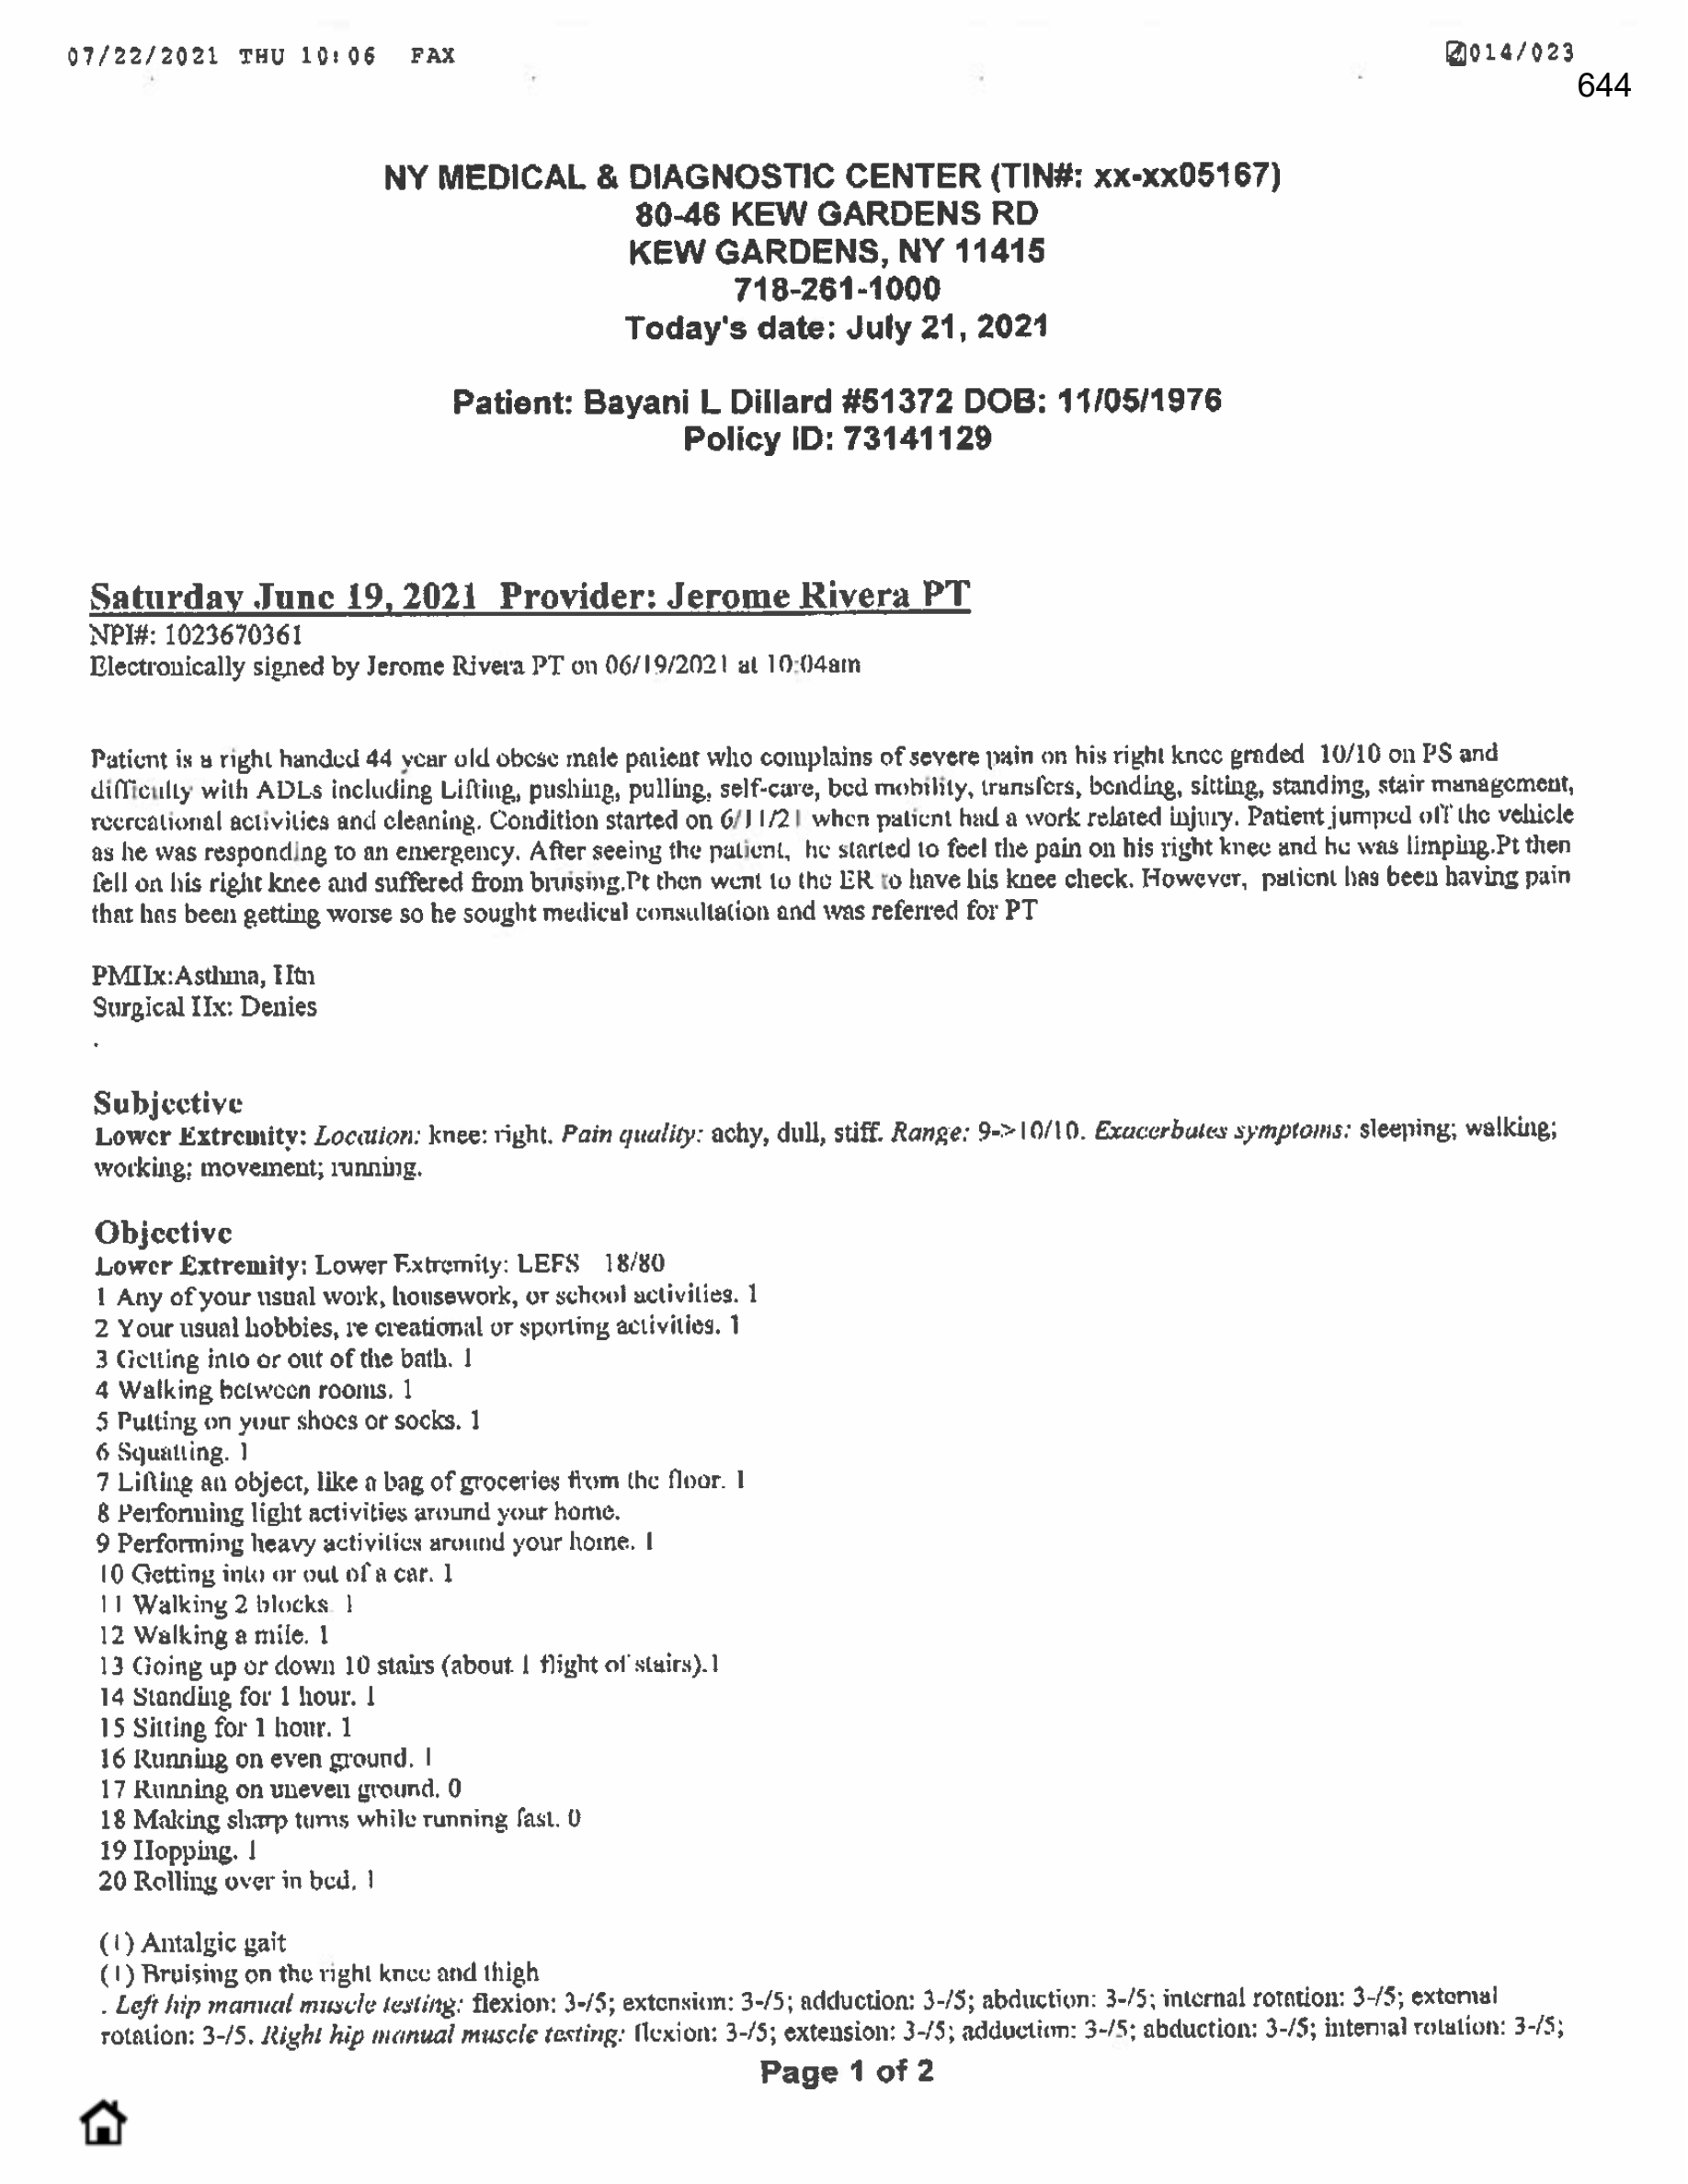 07/22/2021 THU 10:06 FAX
014/023
644
NY MEDICAL & DIAGNOSTIC CENTER (TIN#: xx-xx05167)
80-46 KEW GARDENS RD
KEW GARDENS, NY 11415
718-261-1000
Today's date: July 21, 2021
Patient: Bayani L Dillard #51372 DOB: 11/05/1976
Policy ID: 73141129
Saturday June 19, 2021 Provider: Jerome Rivera PT
NPI#: 1023670361
Electronically signed by Jerome Rivera PT on 06/19/2021 at 10:04am
Patient is a right handed 44 year old obese male patient who complains of severe pain on his right knee graded 10/10 on PS and
difficulty with ADLs including Lifting, pushing, pulling, self-care, bed mobility, transfers, bending, sitting, standing, stair management,
recreational activities and cleaning. Condition started on 6/11/21 when patient had a work related injury. Patient jumped off the vehicle
as he was responding to an emergency. After seeing the patient, he started to feel the pain on his right knee and he was limping.Pt then
fell on his right knee and suffered from bruising.Pt then went to the ER to have his knee check. However, patient has been having pain
that has been getting worse so he sought medical consultation and was referred for PT
PMHx:Asthma, Htn
Surgical Hx: Denies
.
Subjective
Lower Extremity: Location: knee: right. Pain quality: achy, dull, stiff. Range: 9->10/10. Exacerbates symptoms: sleeping; walking;
working; movement; running.
Objective
Lower Extremity: Lower Extremity: LEFS 18/80
1 Any of your usual work, housework, or school activities. 1
2 Your usual hobbies, re creational or sporting activities. 1
3 Getting into or out of the bath. 1
4 Walking between rooms. 1
5 Putting on your shoes or socks. 1
6 Squatting. 1
7 Lifting an object, like a bag of groceries from the floor. 1
8 Performing light activities around your home.
9 Performing heavy activities around your home. 1
10 Getting into or out of a car. 1
11 Walking 2 blocks. 1
12 Walking a mile. 1
13 Going up or down 10 stairs (about 1 flight of stairs).1
14 Standing for 1 hour. 1
15 Sitting for 1 hour. 1
16 Running on even ground. 1
17 Running on uneven ground. 0
18 Making sharp turns while running fast. 0
19 Hopping. 1
20 Rolling over in bed. 1
(1) Antalgic gait
(1) Bruising on the right knee and thigh
. Left hip manual muscle testing: flexion: 3-/5; extension: 3-/5; adduction: 3-/5; abduction: 3-/5; internal rotation: 3-/5; external
rotation: 3-/5. Right hip manual muscle testing: flexion: 3-/5; extension: 3-/5; adduction: 3-/5; abduction: 3-/5; internal rotation: 3-/5;
Page 1 of 2